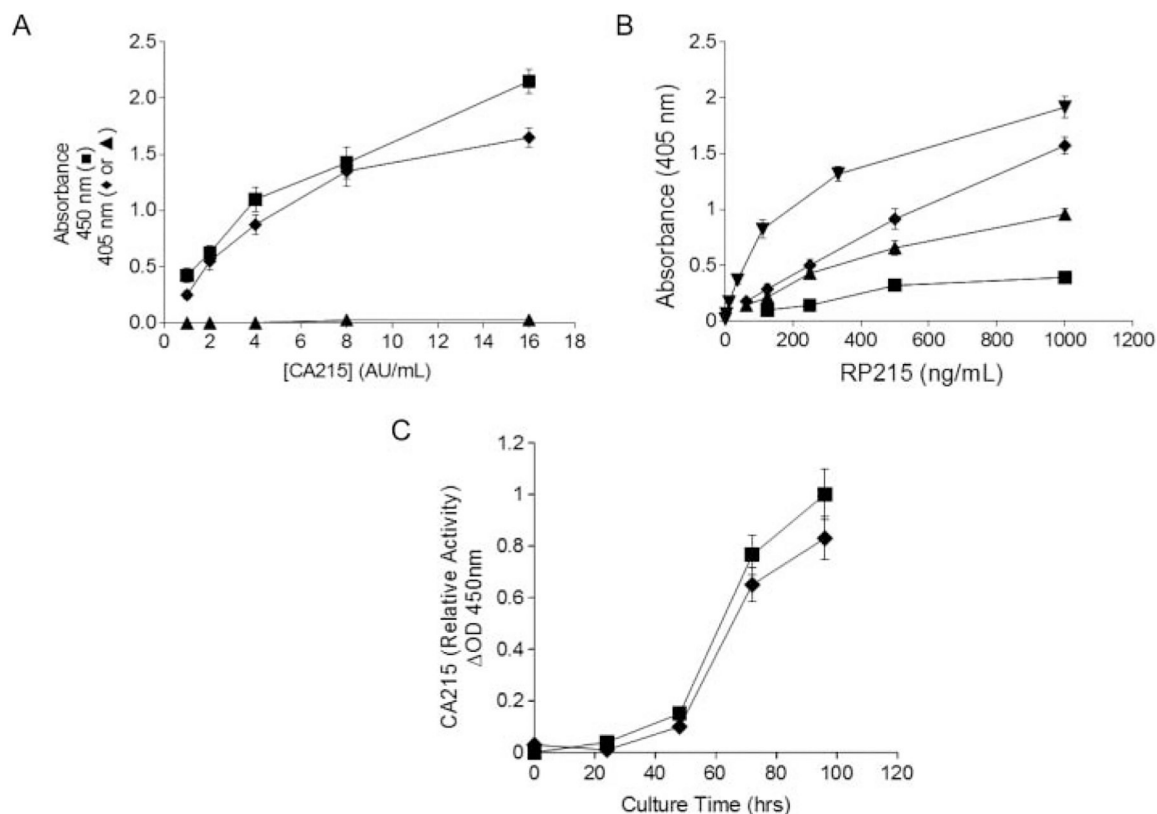 A
Absorbance
450 nm (■)
405 nm (♦ or ▲)
2.5
2.0
1.5
1.0
0.5
0.0
0 2 4 6 8 10 12 14 16 18
[CA215] (AU/mL)
B
Absorbance (405 nm)
2.5
2
1.5
1
0.5
0
0 200 400 600 800 1000 1200
RP215 (ng/mL)
C
CA215 (Relative Activity)
ΔOD 450nm
1.2
1
0.8
0.6
0.4
0.2
0
0 20 40 60 80 100 120
Culture Time (hrs)